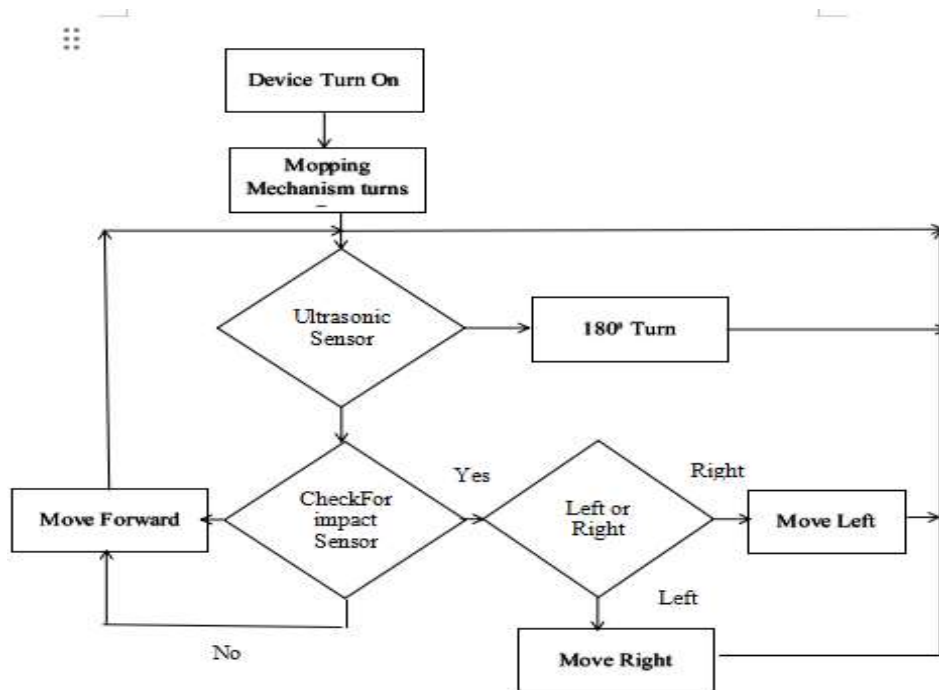 Device Turn On
Mopping
Mechanism turns
Ultrasonic
Sensor
180° Turn
CheckFor
impact
Sensor
Yes
Left or
Right
Right
Move Forward
Move Left
Left
No
Move Right